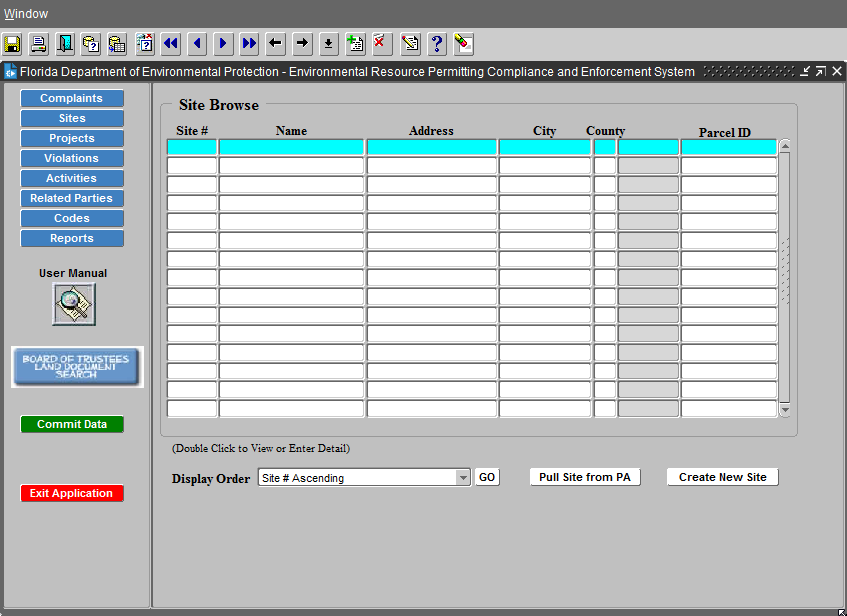 Window
Florida Department of Environmental Protection - Environmental Resource Permitting Compliance and Enforcement System
Complaints
Sites
Projects
Violations
Activities
Related Parties
Codes
Reports
User Manual
BOARD OF TRUSTEES
LAND DOCUMENT
SEARCH
Commit Data
Exit Application
Site Browse
Site # Name Address City County Parcel ID
(Double Click to View or Enter Detail)
Display Order Site # Ascending GO Pull Site from PA Create New Site